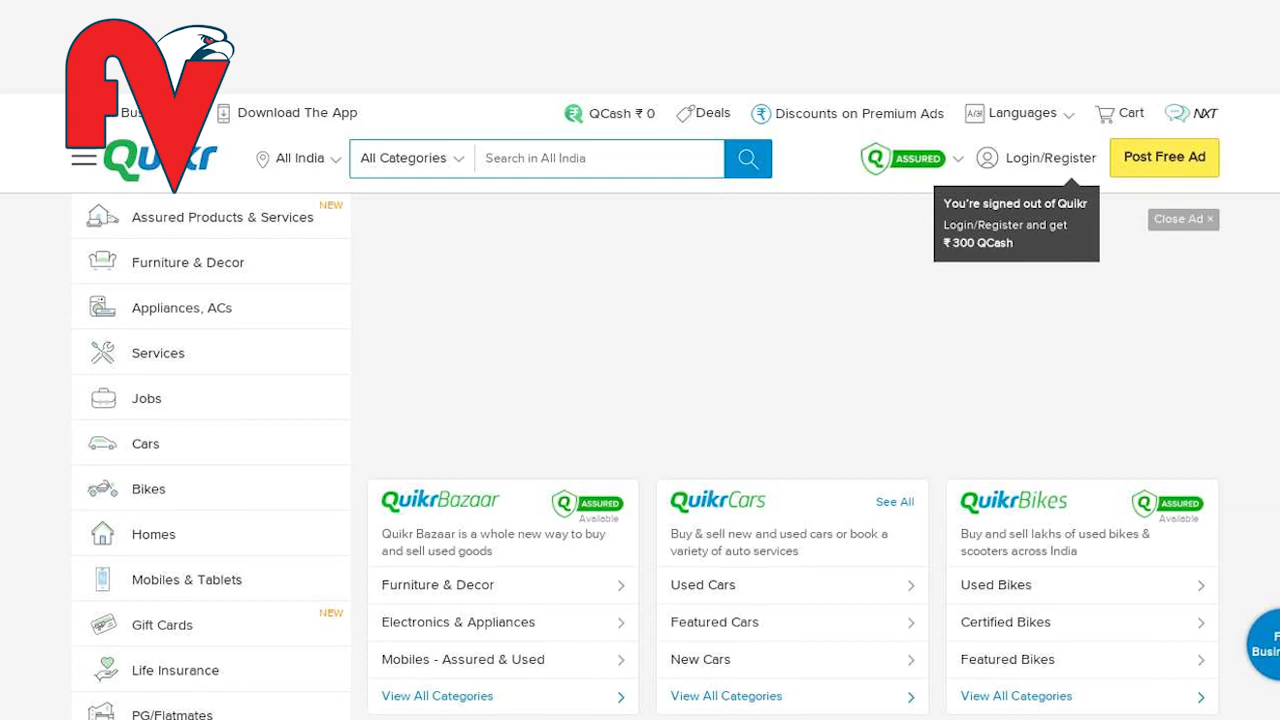 Download The App
QCash ₹ 0
Deals
Discounts on Premium Ads
Languages
Cart
NXT
Quikr
All India
All Categories
Search in All India
Q ASSURED
Login/Register
Post Free Ad
You're signed out of Quikr
Login/Register and get
₹ 300 QCash
Close Ad ×
Assured Products & Services
NEW
Furniture & Decor
Appliances, ACs
Services
Jobs
Cars
Bikes
Homes
Mobiles & Tablets
Gift Cards
NEW
Life Insurance
PG/Flatmates
QuikrBazaar
Q ASSURED
Available
Quikr Bazaar is a whole new way to buy
and sell used goods
Furniture & Decor
Electronics & Appliances
Mobiles - Assured & Used
View All Categories
QuikrCars
See All
Buy & sell new and used cars or book a
variety of auto services
Used Cars
Featured Cars
New Cars
View All Categories
QuikrBikes
Q ASSURED
Available
Buy and sell lakhs of used bikes &
scooters across India
Used Bikes
Certified Bikes
Featured Bikes
View All Categories